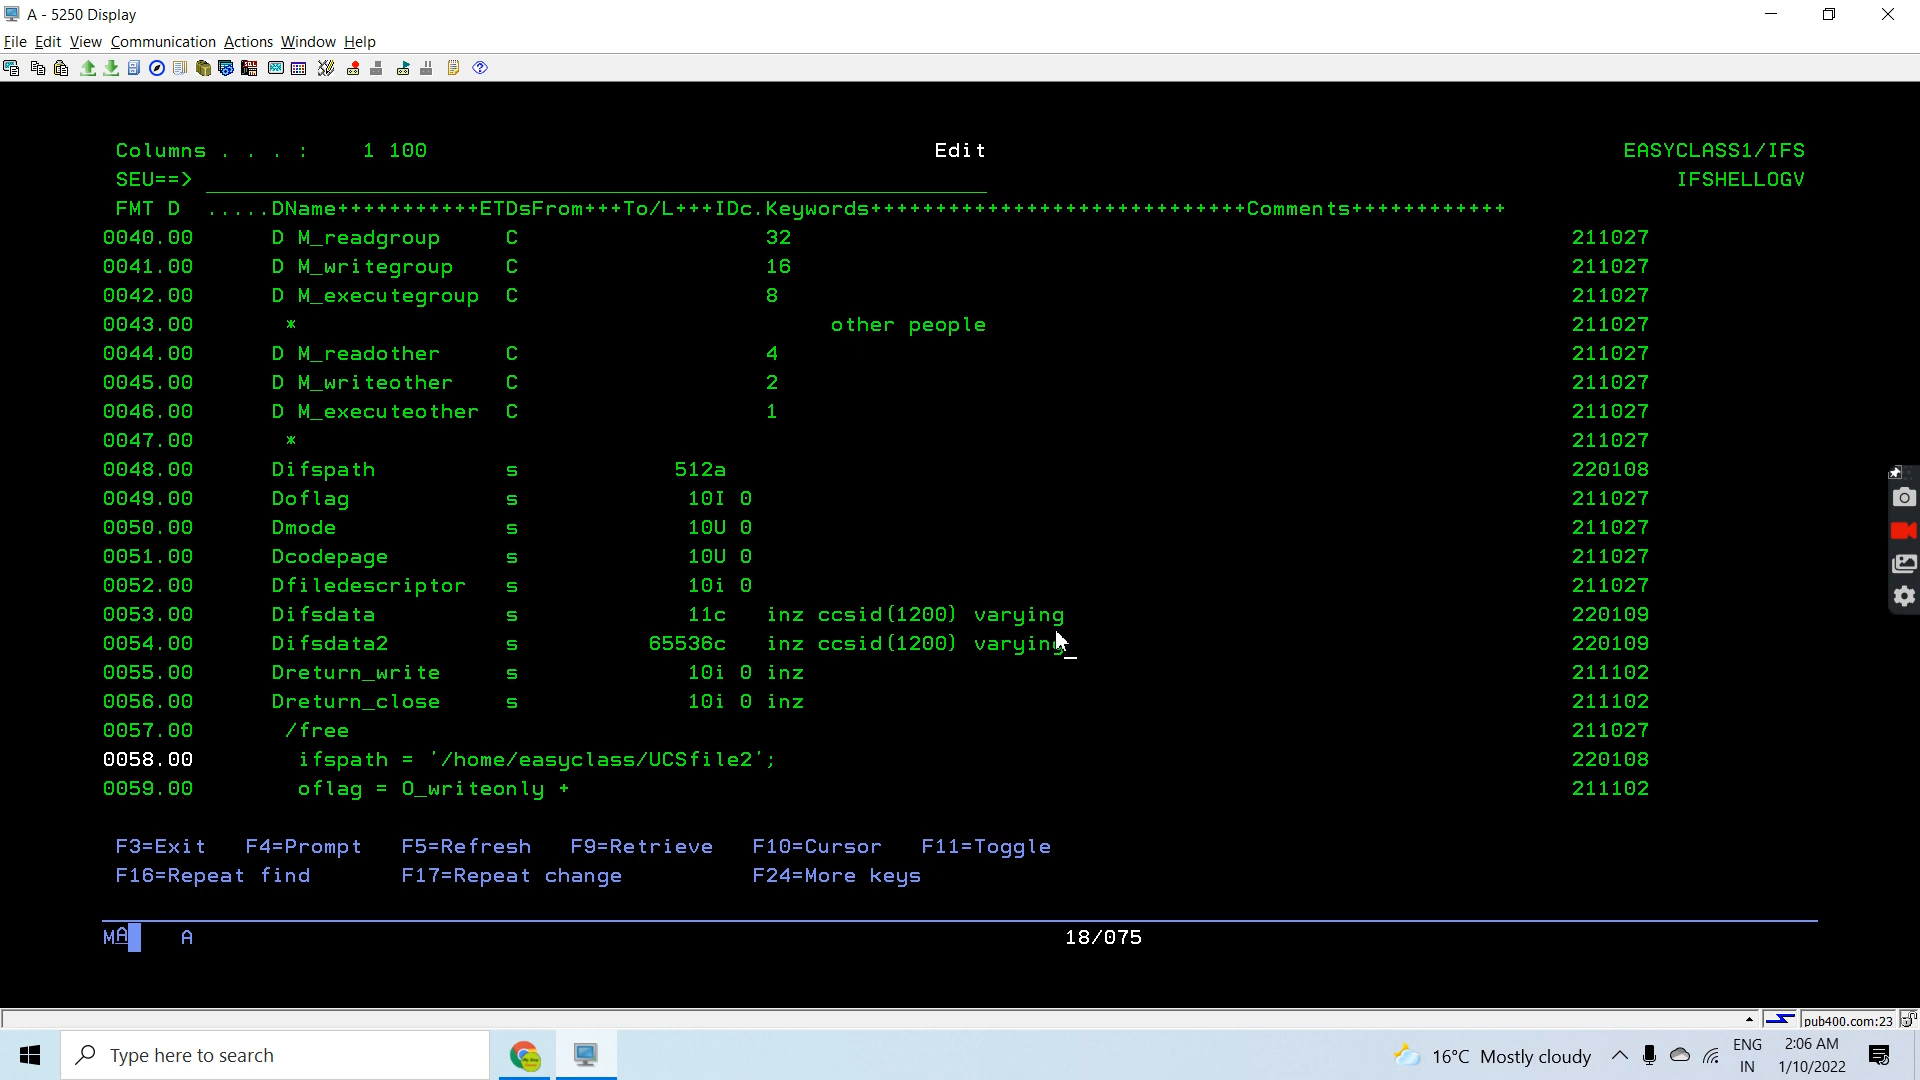 A - 5250 Display
File Edit View Communication Actions Window Help
Columns . . . :    1 100                                      Edit                                      EASYCLASS1/IFS
SEU==>                                                                                                      IFSHELLOGV
FMT D  .....DName+++++++++++ETDsFrom+++To/L+++IDc.Keywords+++++++++++++++++++++++++++++Comments++++++++++++
0040.00      D M_readgroup     C                   32                                                             211027
0041.00      D M_writegroup    C                   16                                                             211027
0042.00      D M_executegroup  C                   8                                                              211027
0043.00       *                                         other people                                              211027
0044.00      D M_readother     C                   4                                                              211027
0045.00      D M_writeother    C                   2                                                              211027
0046.00      D M_executeother  C                   1                                                              211027
0047.00       *                                                                                                  211027
0048.00      Difspath          s            512a                                                                  220108
0049.00      Doflag            s             10I 0                                                                211027
0050.00      Dmode             s             10U 0                                                                211027
0051.00      Dcodepage         s             10U 0                                                                211027
0052.00      Dfiledescriptor   s             10i 0                                                                211027
0053.00      Difsdata          s             11c   inz ccsid(1200) varying                                        220109
0054.00      Difsdata2         s          65536c   inz ccsid(1200) varying                                        220109
0055.00      Dreturn_write     s             10i 0 inz                                                            211102
0056.00      Dreturn_close     s             10i 0 inz                                                            211102
0057.00       /free                                                                                              211027
0058.00        ifspath = '/home/easyclass/UCSfile2';                                                             220108
0059.00        oflag = O_writeonly +                                                                             211102
F3=Exit   F4=Prompt   F5=Refresh   F9=Retrieve   F10=Cursor   F11=Toggle
F16=Repeat find       F17=Repeat change          F24=More keys
MA    A                                                                   18/075
pub400.com:23
Type here to search
16°C Mostly cloudy
ENG
IN
2:06 AM
1/10/2022